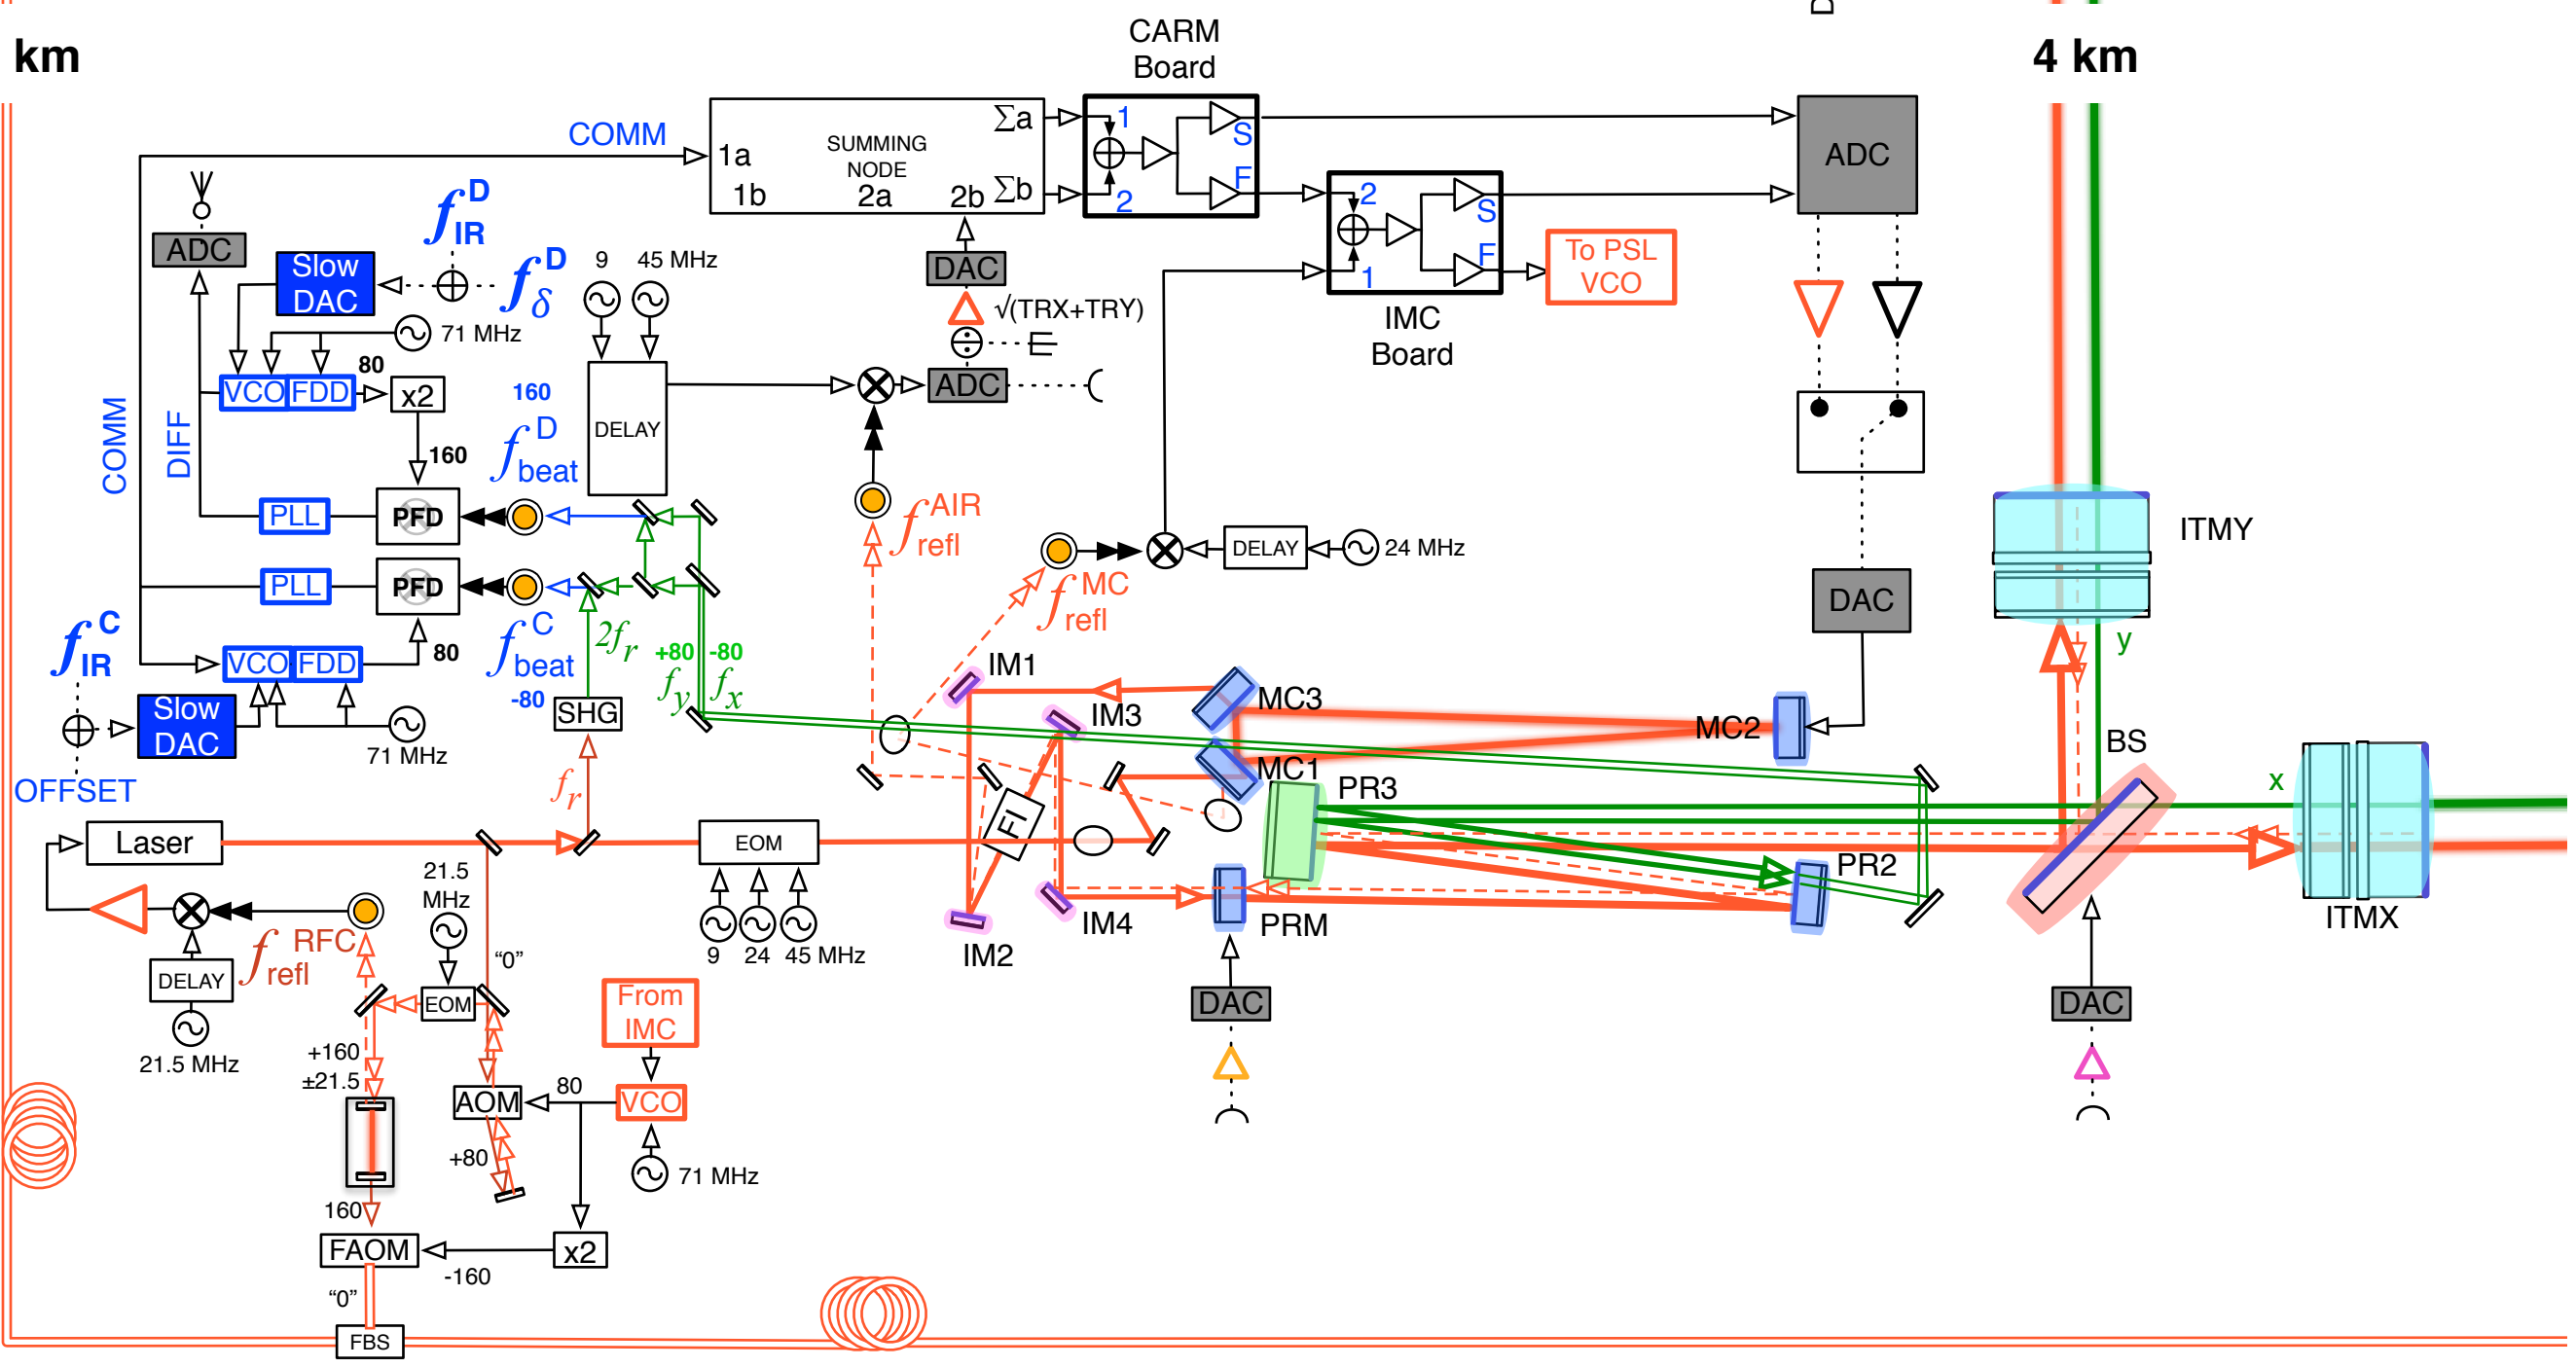 km
CARM
Board
D
4 km
COMM
1a
1b
SUMMING
NODE
2a
2b
Σa
Σb
1
2
S
F
ADC
ADC
Slow
DAC
f IR D
f δ D
9
45 MHz
DAC
√(TRX+TRY)
2
1
S
F
To PSL
VCO
IMC
Board
71 MHz
VCO
FDD
80
x2
160
f beat D
DELAY
ADC
COMM
DIFF
160
PLL
PFD
f refl AIR
DELAY
24 MHz
f refl MC
ITMY
PLL
PFD
DAC
f IR C
f beat C
-80
2fr
+80
fy
-80
fx
VCO
FDD
80
y
IM1
MC3
IM3
MC2
Slow
DAC
71 MHz
SHG
OFFSET
fr
MC1
PR3
BS
x
Laser
EOM
FI
PR2
ITMX
21.5
MHz
f refl RFC
IM2
IM4
PRM
9
24
45 MHz
DELAY
"0"
EOM
From
IMC
DAC
DAC
21.5 MHz
+160
±21.5
AOM
80
VCO
+80
71 MHz
160
FAOM
-160
x2
"0"
FBS